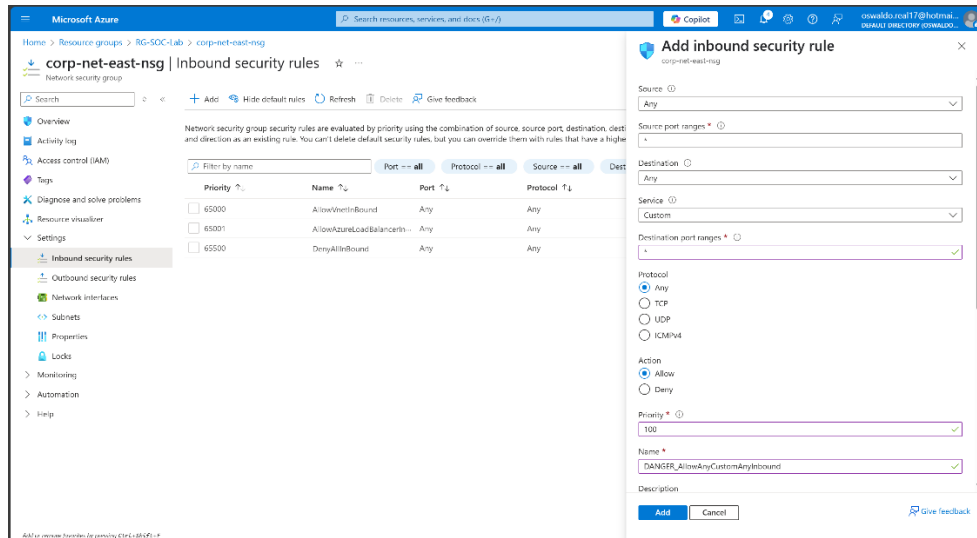 Microsoft Azure
Search resources, services, and docs (G+/)
Copilot
4
oswaldo.real17@hotmai...
DEFAULT DIRECTORY (OSWALDO...
Home > Resource groups > RG-SOC-Lab > corp-net-east-nsg
corp-net-east-nsg | Inbound security rules
Network security group
Search
Overview
Activity log
Access control (IAM)
Tags
Diagnose and solve problems
Resource visualizer
Settings
Inbound security rules
Outbound security rules
Network interfaces
Subnets
Properties
Locks
Monitoring
Automation
Help
Add
Hide default rules
Refresh
Delete
Give feedback
Network security group security rules are evaluated by priority using the combination of source, source port, destination, desti
and direction as an existing rule. You can't delete default security rules, but you can override them with rules that have a highe
Filter by name
Port == all
Protocol == all
Source == all
Dest
Priority ↑ Name ↑↓ Port ↑↓ Protocol ↑↓
65000 AllowVnetInBound Any Any
65001 AllowAzureLoadBalancerIn... Any Any
65500 DenyAllInBound Any Any
Add inbound security rule
corp-net-east-nsg
Source
Any
Source port ranges *
*
Destination
Any
Service
Custom
Destination port ranges *
*
Protocol
Any
TCP
UDP
ICMPv4
Action
Allow
Deny
Priority *
100
Name *
DANGER_AllowAnyCustomAnyInbound
Description
Add
Cancel
Give feedback